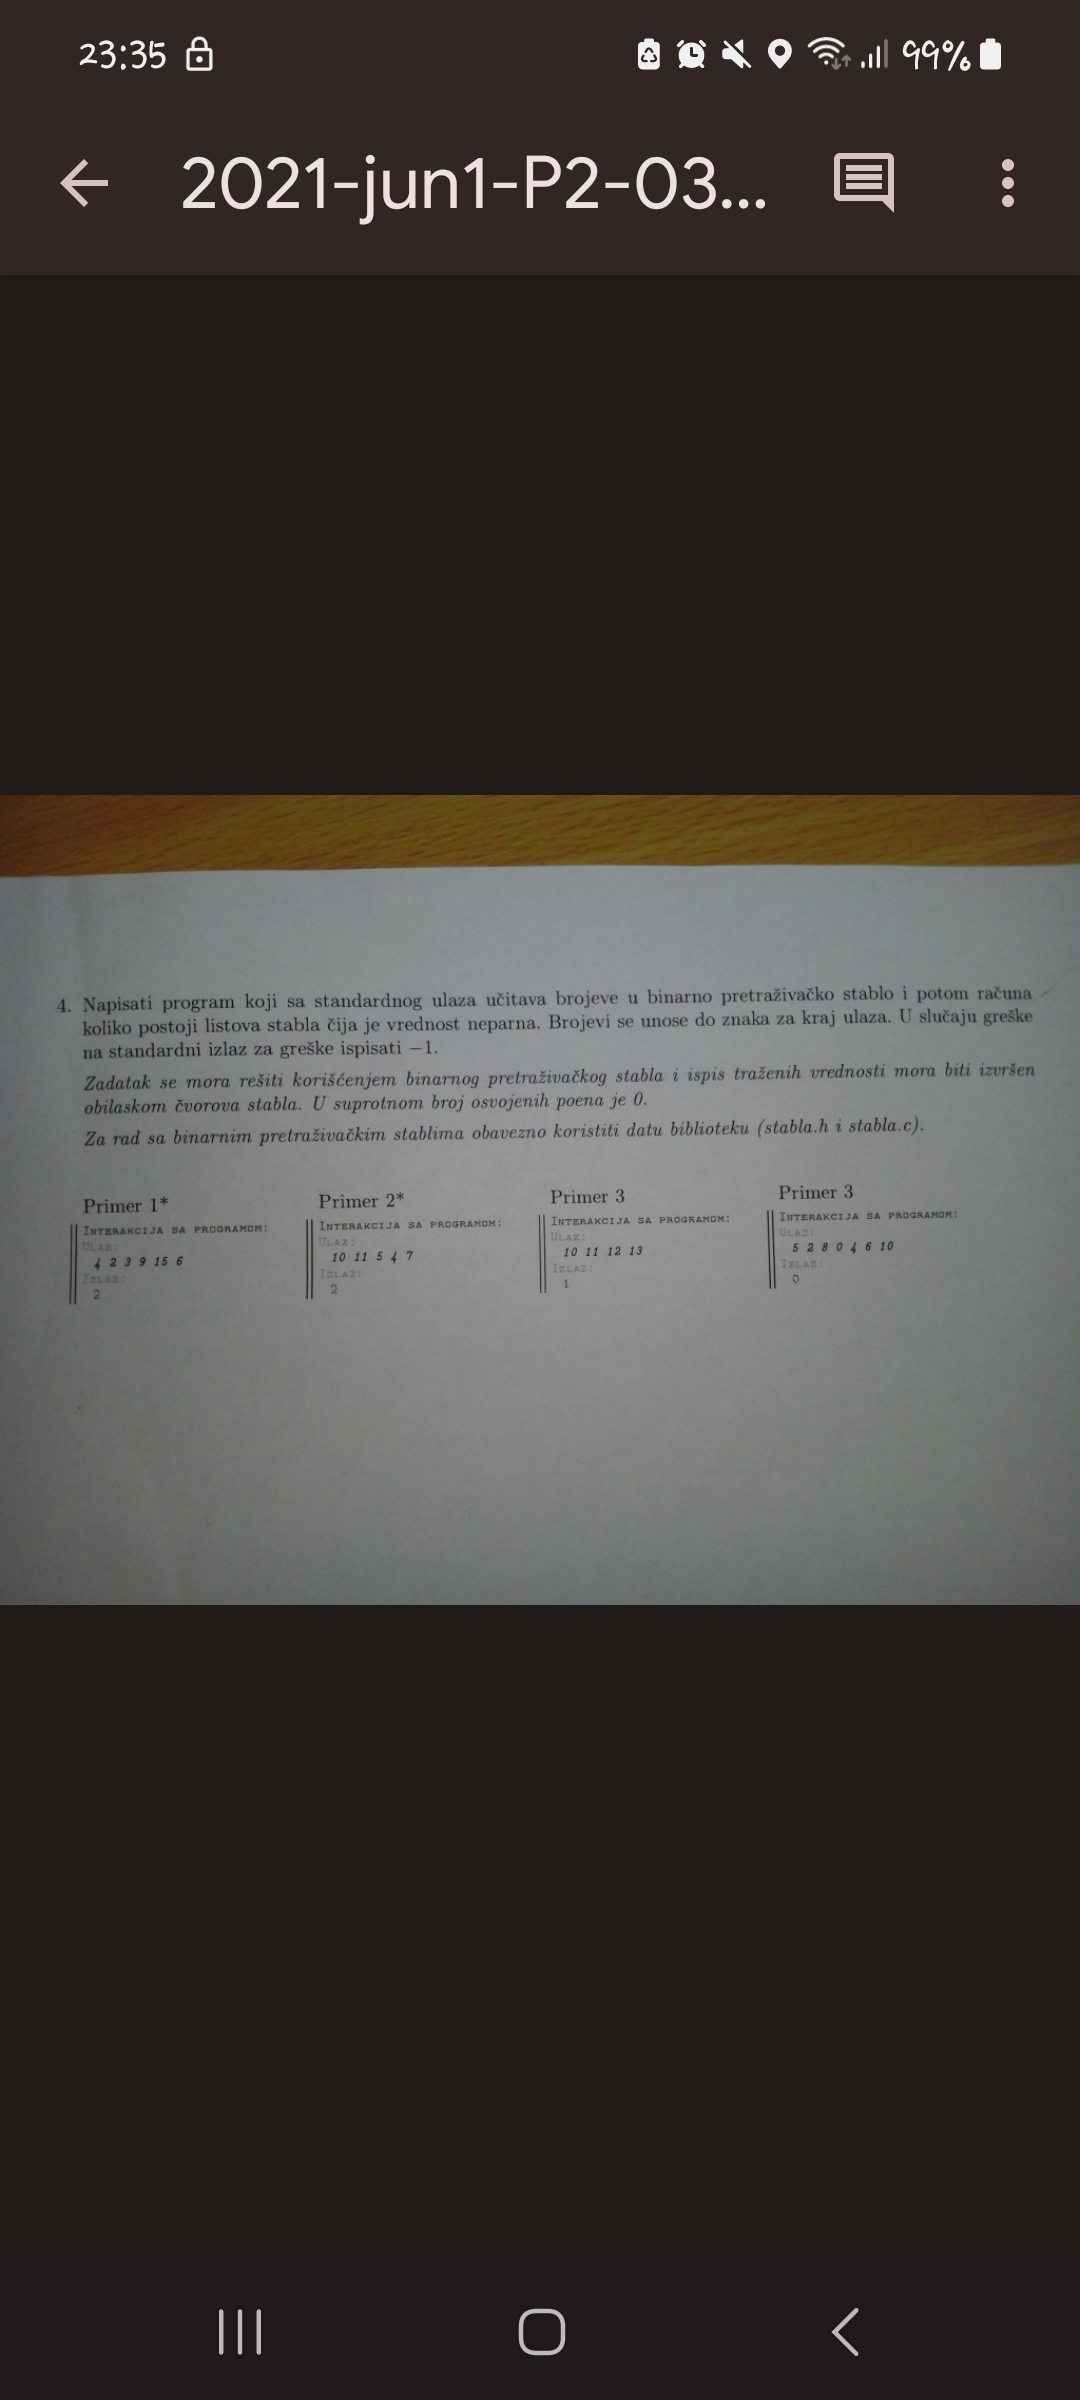 23:35
99%
2021-jun1-P2-03...
4. Napisati program koji sa standardnog ulaza učitava brojeve u binarno pretraživačko stablo i potom računa
koliko postoji listova stabla čija je vrednost neparna. Brojevi se unose do znaka za kraj ulaza. U slučaju greške
na standardni izlaz za greške ispisati −1.
Zadatak se mora rešiti korišćenjem binarnog pretraživačkog stabla i ispis traženih vrednosti mora biti izvršen
obilaskom čvorova stabla. U suprotnom broj osvojenih poena je 0.
Za rad sa binarnim pretraživačkim stablima obavezno koristiti datu biblioteku (stabla.h i stabla.c).
Primer 1*
INTERAKCIJA SA PROGRAMOM:
ULAZ:
4 2 3 9 15 6
IZLAZ:
2
Primer 2*
INTERAKCIJA SA PROGRAMOM:
ULAZ:
10 11 5 4 7
IZLAZ:
2
Primer 3
INTERAKCIJA SA PROGRAMOM:
ULAZ:
10 11 12 13
IZLAZ:
1
Primer 3
INTERAKCIJA SA PROGRAMOM:
ULAZ:
5 2 8 0 4 6 10
IZLAZ:
0